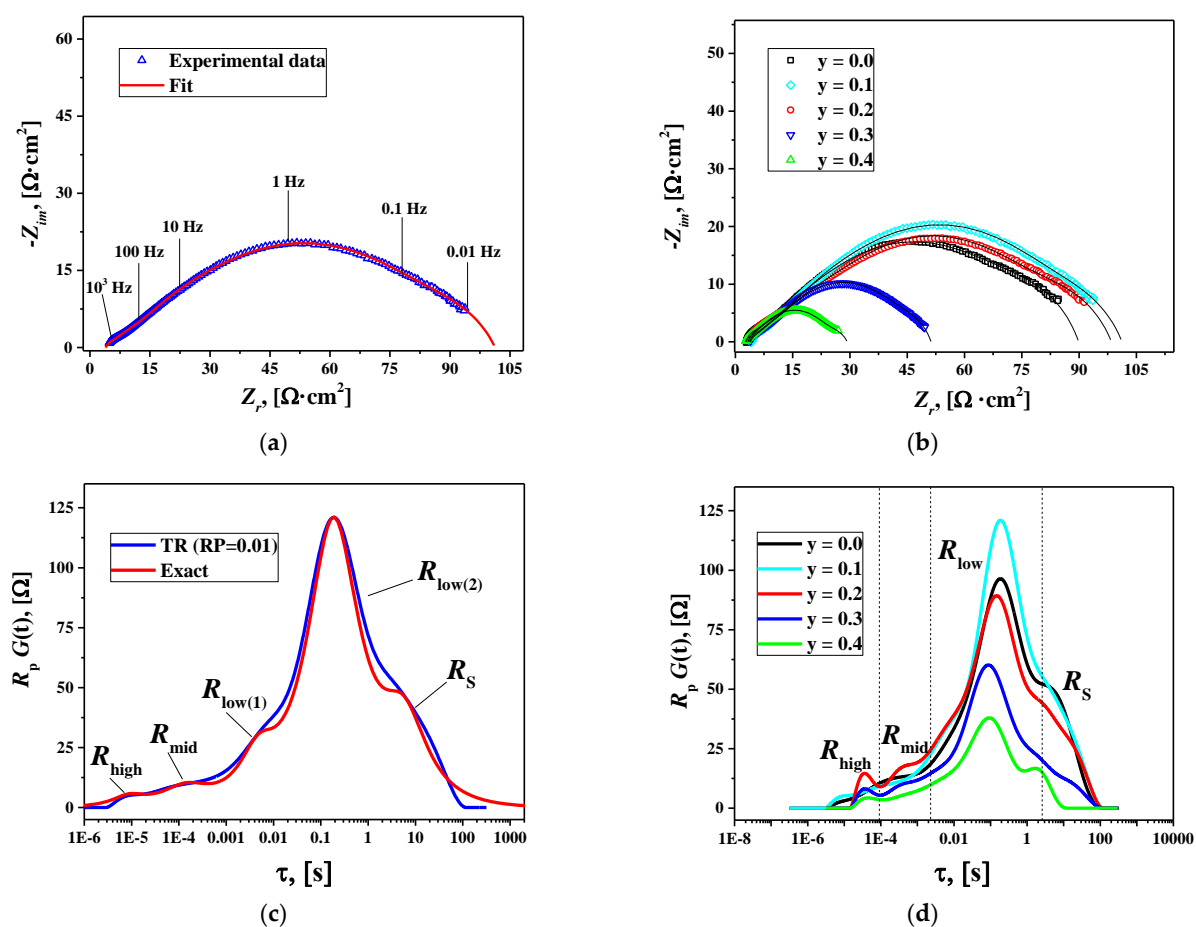 60
45
30
15
0
-Z_im, [Ω·cm²]
Experimental data
Fit
10³ Hz
100 Hz
10 Hz
1 Hz
0.1 Hz
0.01 Hz
0 15 30 45 60 75 90 105
Z_r, [Ω·cm²]
(a)
50
40
30
20
10
0
-Z_im, [Ω·cm²]
y = 0.0
y = 0.1
y = 0.2
y = 0.3
y = 0.4
0 15 30 45 60 75 90 105
Z_r, [Ω·cm²]
(b)
125
100
75
50
25
0
R_p G(t), [Ω]
TR (RP=0.01)
Exact
R_high
R_mid
R_low(1)
R_low(2)
R_S
1E-6 1E-5 1E-4 0.001 0.01 0.1 1 10 100 1000
τ, [s]
(c)
125
100
75
50
25
0
R_p G(t), [Ω]
y = 0.0
y = 0.1
y = 0.2
y = 0.3
y = 0.4
R_high
R_mid
R_low
R_S
1E-8 1E-6 1E-4 0.01 1 100 10000
τ, [s]
(d)